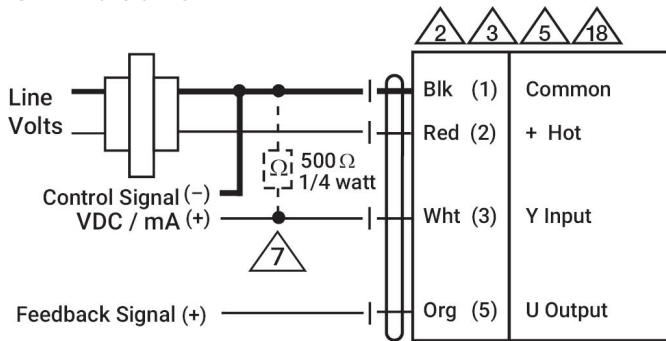 2 3 5 18
Line
Volts
Blk (1) Common
Red (2) + Hot
Ω 500 Ω
1/4 watt
Control Signal (–)
VDC / mA (+)
Wht (3) Y Input
7
Feedback Signal (+)
Org (5) U Output